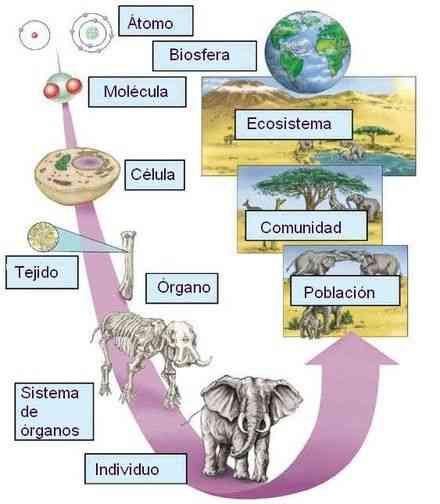 Átomo
Biosfera
Molécula
Ecosistema
Célula
Comunidad
Tejido
Órgano
Población
Sistema
de
órganos
Individuo